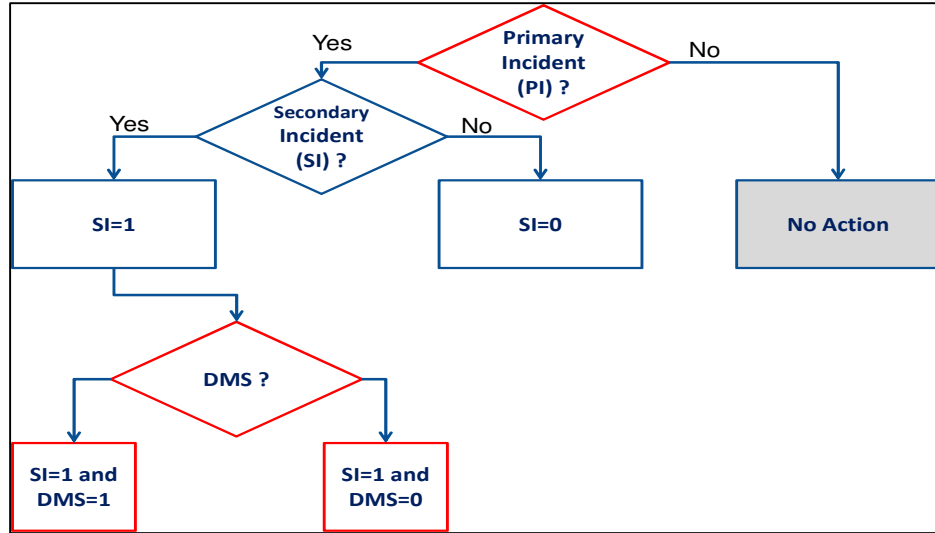 Primary
Incident
(PI) ?
Yes
No
Secondary
Incident
(SI) ?
Yes
No
SI=1
SI=0
No Action
DMS ?
SI=1 and
DMS=1
SI=1 and
DMS=0